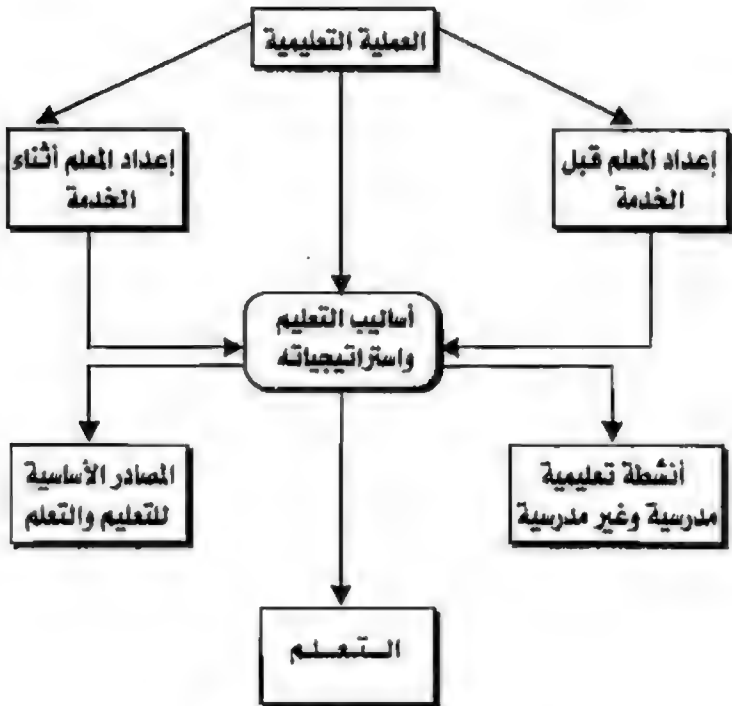 العملية التعليمية
إعداد المعلم قبل
الخدمة
إعداد المعلم أثناء
الخدمة
أساليب التعليم
واستراتيجياته
أنشطة تعليمية
مدرسية وغير مدرسية
المصادر الأساسية
للتعليم والتعلم
الـتـعـلـم